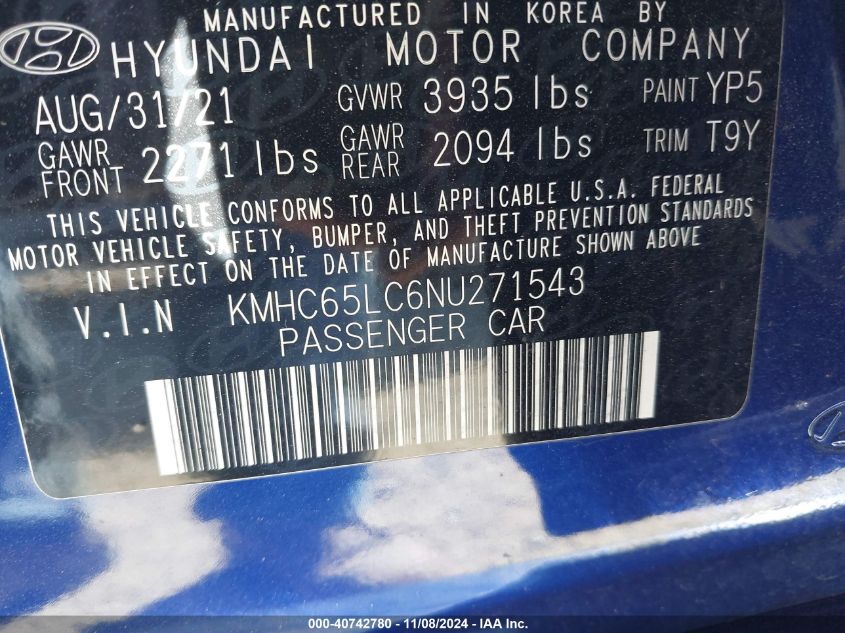 MANUFACTURED IN KOREA BY
HYUNDAI MOTOR COMPANY
AUG/31/21 GVWR 3935 lbs PAINT YP5
GAWR FRONT 2271 lbs GAWR REAR 2094 lbs TRIM T9Y
THIS VEHICLE CONFORMS TO ALL APPLICABLE U.S.A. FEDERAL
MOTOR VEHICLE SAFETY, BUMPER, AND THEFT PREVENTION STANDARDS
IN EFFECT ON THE DATE OF MANUFACTURE SHOWN ABOVE
V.I.N KMHC65LC6NU271543
PASSENGER CAR
000-40742780 - 11/08/2024 - IAA Inc.